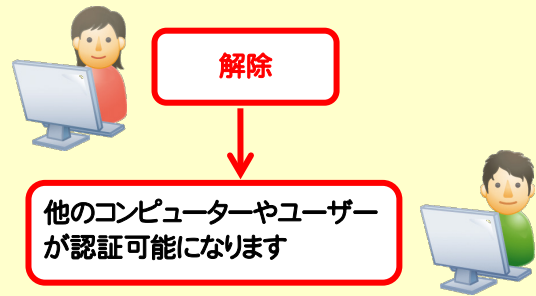 解除
他のコンピューターやユーザー
が認証可能になります